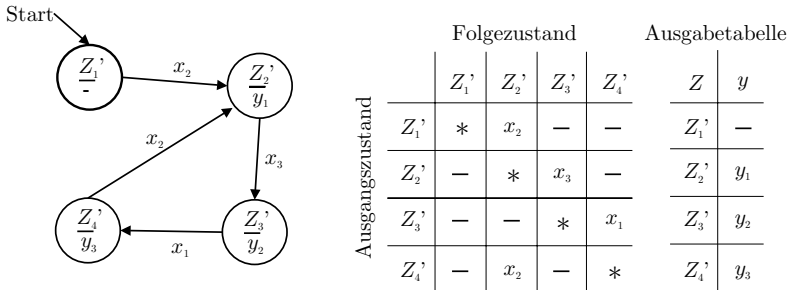 Start
Z₁'
-
x₂
Z₂'
y₁
x₂
x₃
Z₄'
y₃
x₁
Z₃'
y₂
Folgezustand
Ausgangszustand
Z₁' Z₂' Z₃' Z₄'
Z₁' * x₂ – –
Z₂' – * x₃ –
Z₃' – – * x₁
Z₄' – x₂ – *
Ausgabetabelle
Z y
Z₁' –
Z₂' y₁
Z₃' y₂
Z₄' y₃